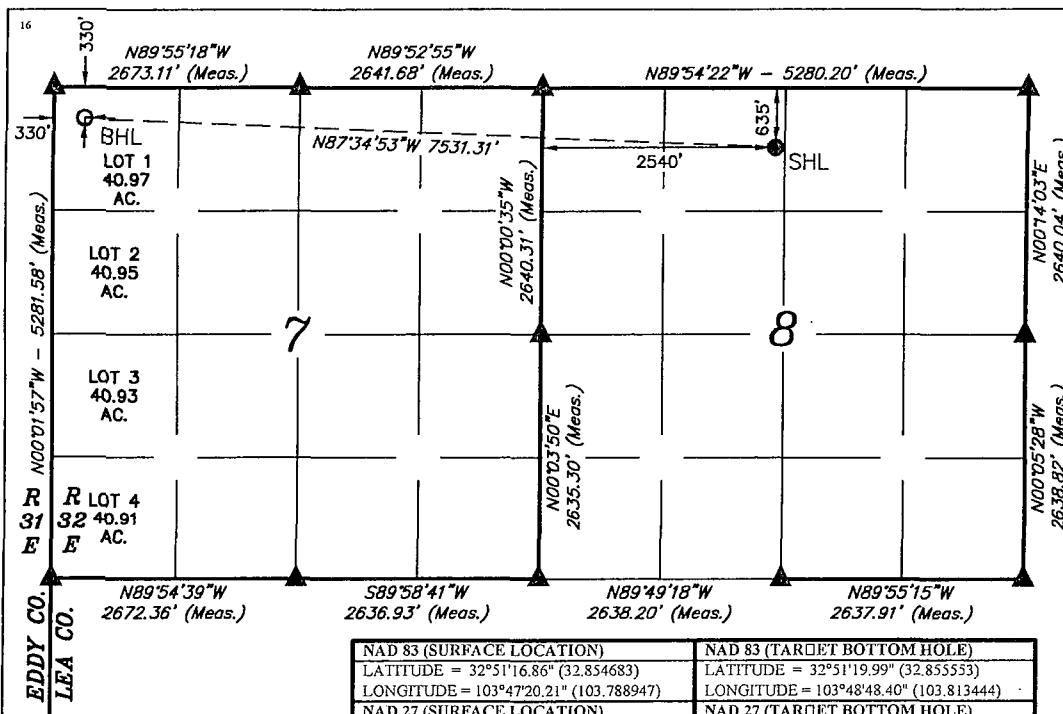 16
330'
N89°55'18"W
2673.11' (Meas.)
N89°52'55"W
2641.68' (Meas.)
N89°54'22"W – 5280.20' (Meas.)
330'
BHL
N87°34'53"W 7531.31'
635'
2540'
SHL
LOT 1
40.97
AC.
N00°01'57"W – 5281.58' (Meas.)
N00°00'35"W
2640.31' (Meas.)
N00°14'03"E
2640.04' (Meas.)
LOT 2
40.95
AC.
7
8
LOT 3
40.93
AC.
N00°03'50"E
2635.30' (Meas.)
N00°05'28"W
2638.82' (Meas.)
R
31
E
R
32
E
LOT 4
40.91
AC.
N89°54'39"W
2672.36' (Meas.)
S89°58'41"W
2636.93' (Meas.)
N89°49'18"W
2638.20' (Meas.)
N89°55'15"W
2637.91' (Meas.)
EDDY CO.
LEA CO.
NAD 83 (SURFACE LOCATION)
LATITUDE = 32°51'16.86" (32.854683)
LONGITUDE = 103°47'20.21" (103.788947)
NAD 27 (SURFACE LOCATION)
NAD 83 (TAR□ET BOTTOM HOLE)
LATITUDE = 32°51'19.99" (32.855553)
LONGITUDE = 103°48'48.40" (103.813444)
NAD 27 (TAR□ET BOTTOM HOLE)